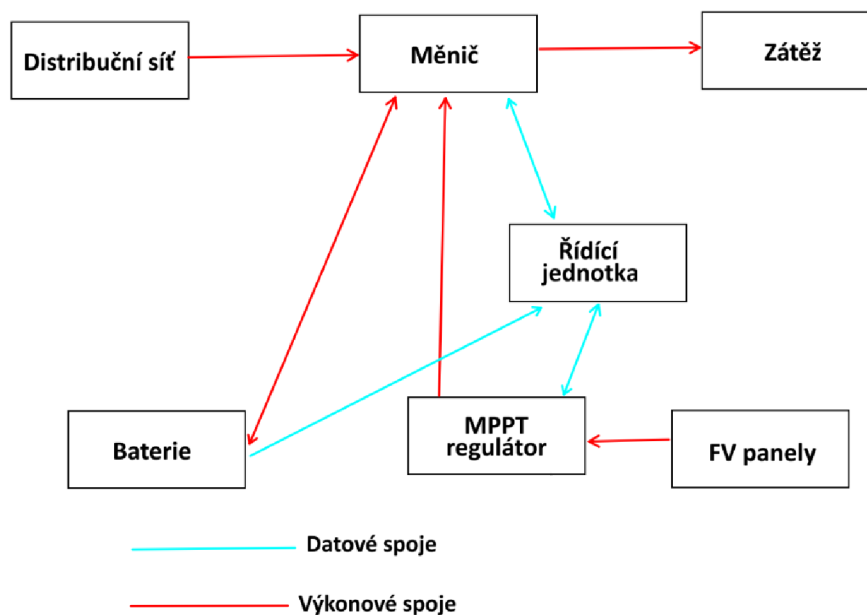 Distribuční síť
Měnič
Zátěž
Řídící
jednotka
Baterie
MPPT
regulátor
FV panely
Datové spoje
Výkonové spoje